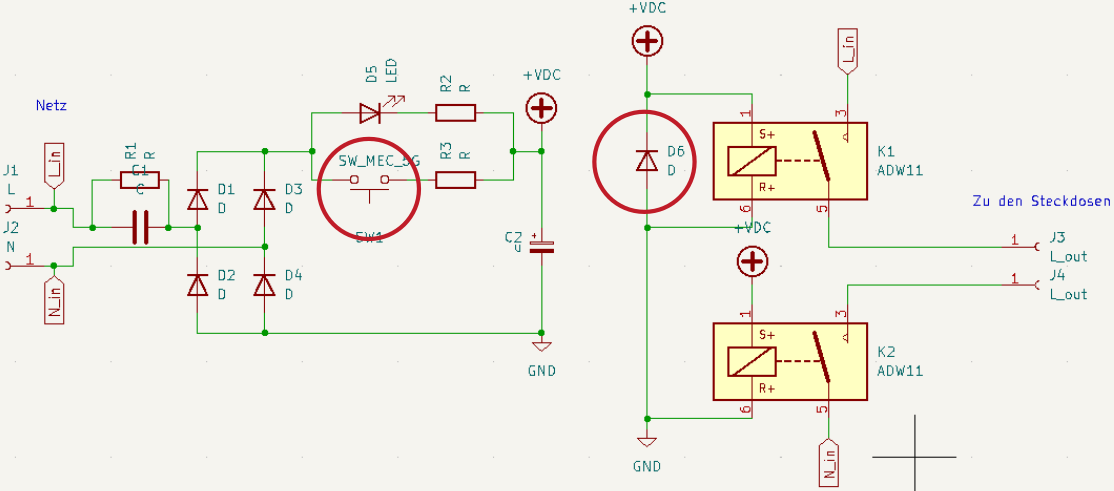 +VDC
L_in
D5
LED
R2
R
+VDC
Netz
1
3
S+
K1
ADW11
R+
6
5
D6
D
J1
L
1
L_in
R1
R
C1
C
D1
D
D3
D
SW_MEC_5G
SW1
R3
R
J2
N
1
N_in
D2
D
D4
D
C2
+
u
GND
Zu den Steckdosen
1
J3
L_out
1
J4
L_out
+VDC
1
3
S+
K2
ADW11
R+
6
5
GND
N_in